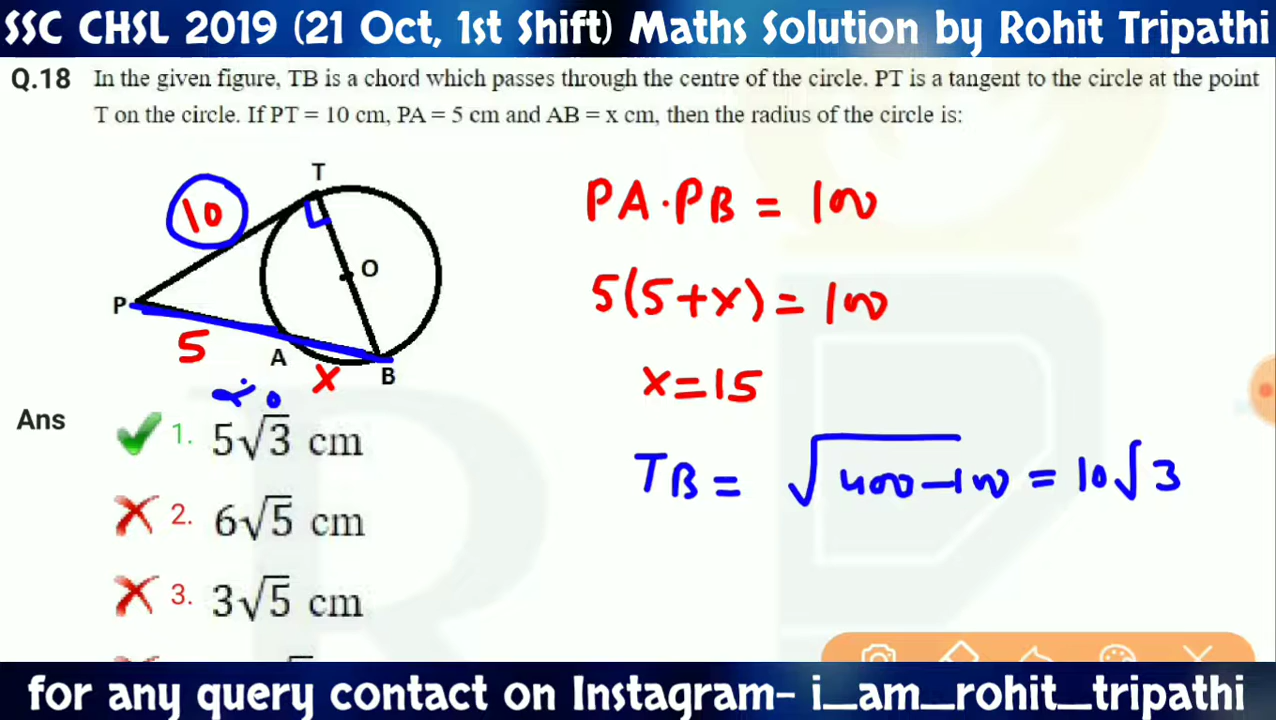 SSC CHSL 2019 (21 Oct, 1st Shift) Maths Solution by Rohit Tripathi
Q.18 In the given figure, TB is a chord which passes through the centre of the circle. PT is a tangent to the circle at the point
T on the circle. If PT = 10 cm, PA = 5 cm and AB = x cm, then the radius of the circle is:
T
10
O
P
5
A
x
B
PA.PB = 100
5(5+x) = 100
x=15
TB = √400-100 = 10√3
Ans
1. 5√3 cm
2. 6√5 cm
3. 3√5 cm
for any query contact on Instagram- i_am_rohit_tripathi